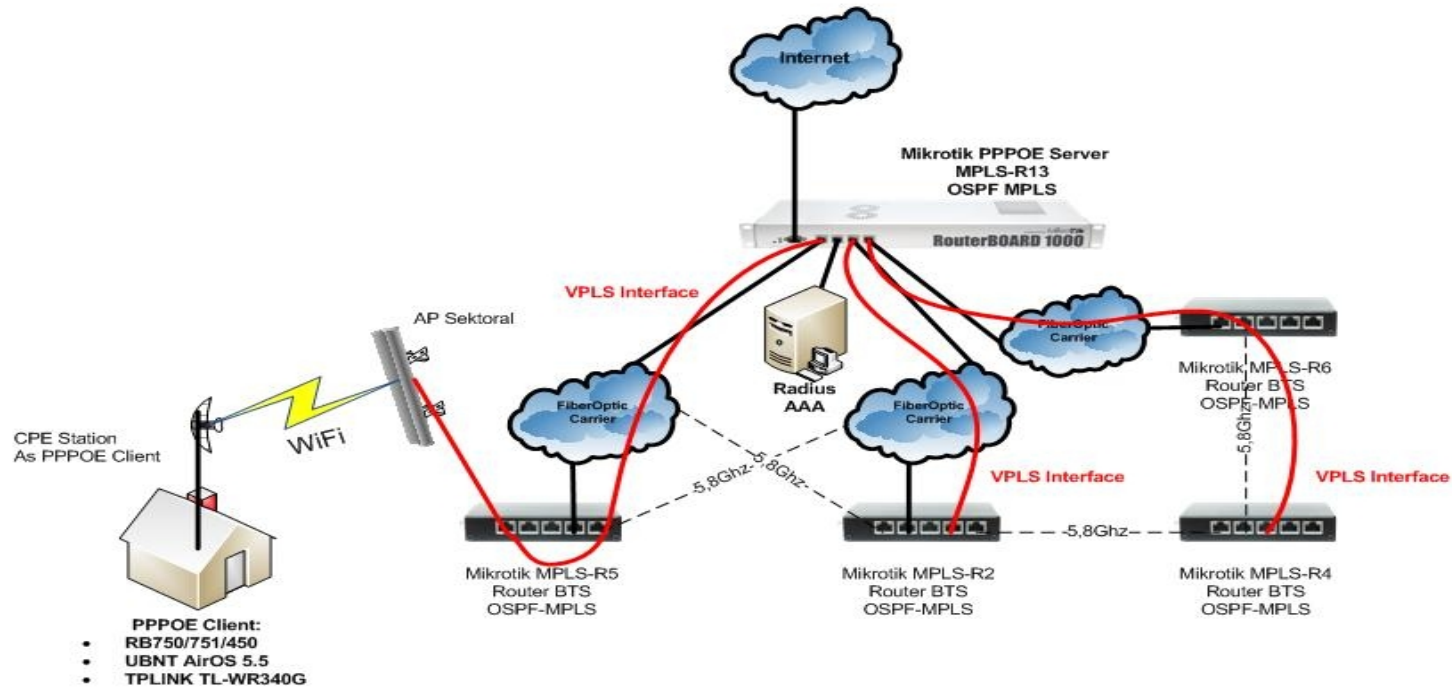 Internet
Mikrotik PPPOE Server
MPLS-R13
OSPF MPLS
RouterBOARD 1000
VPLS Interface
AP Sektoral
FiberOptic
Carrier
Mikrotik MPLS-R6
Router BTS
OSPF-MPLS
Radius
AAA
FiberOptic
Carrier
FiberOptic
Carrier
WiFi
CPE Station
As PPPOE Client
5,8Ghz
5,8Ghz
5,8Ghz
VPLS Interface
VPLS Interface
5,8Ghz
Mikrotik MPLS-R5
Router BTS
OSPF-MPLS
Mikrotik MPLS-R2
Router BTS
OSPF-MPLS
Mikrotik MPLS-R4
Router BTS
OSPF-MPLS
PPPOE Client:
• RB750/751/450
• UBNT AirOS 5.5
• TPLINK TL-WR340G